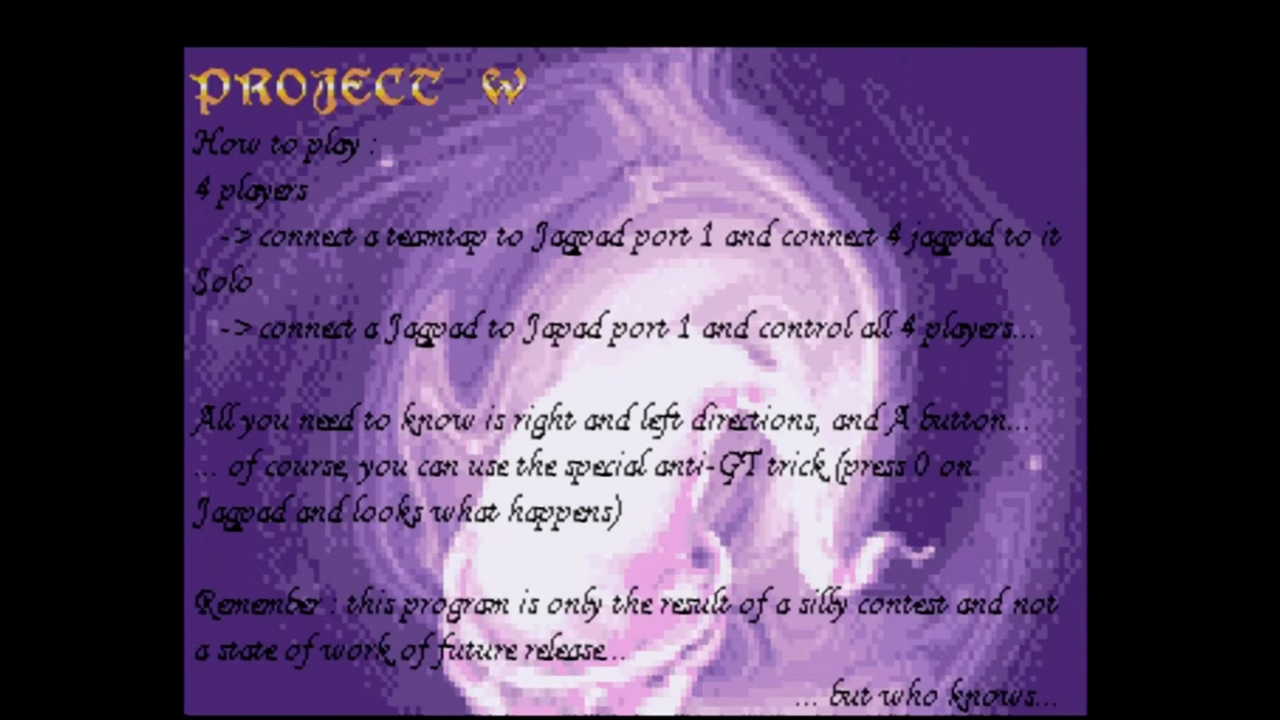 PROJECT W
How to play :
4 players
-> connect a teamtap to Jagpad port 1 and connect 4 jagpad to it
Solo
-> connect a Jagpad to Japad port 1 and control all 4 players...
All you need to know is right and left directions, and A button...
... of course, you can use the special anti-GT trick (press 0 on
Jagpad and looks what happens)
Remember : this program is only the result of a silly contest and not
a state of work of future release...
... but who knows...